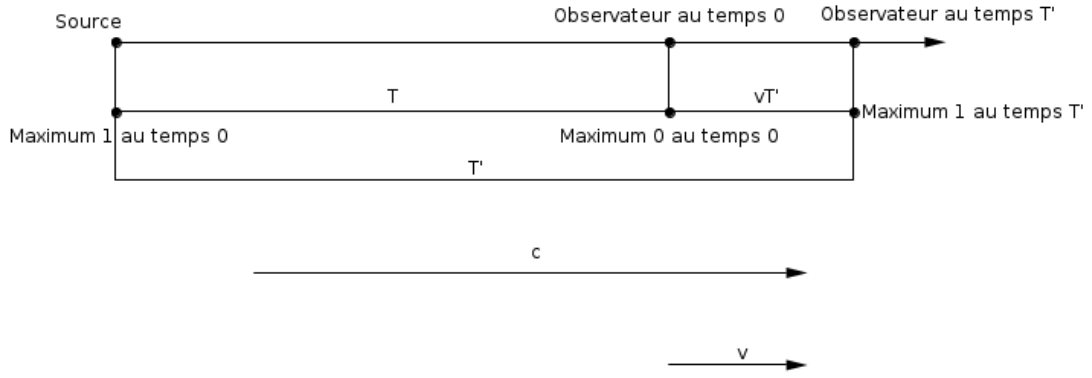 Source
Observateur au temps 0
Observateur au temps T'
T
vT'
Maximum 1 au temps 0
Maximum 0 au temps 0
Maximum 1 au temps T'
T'
c
v